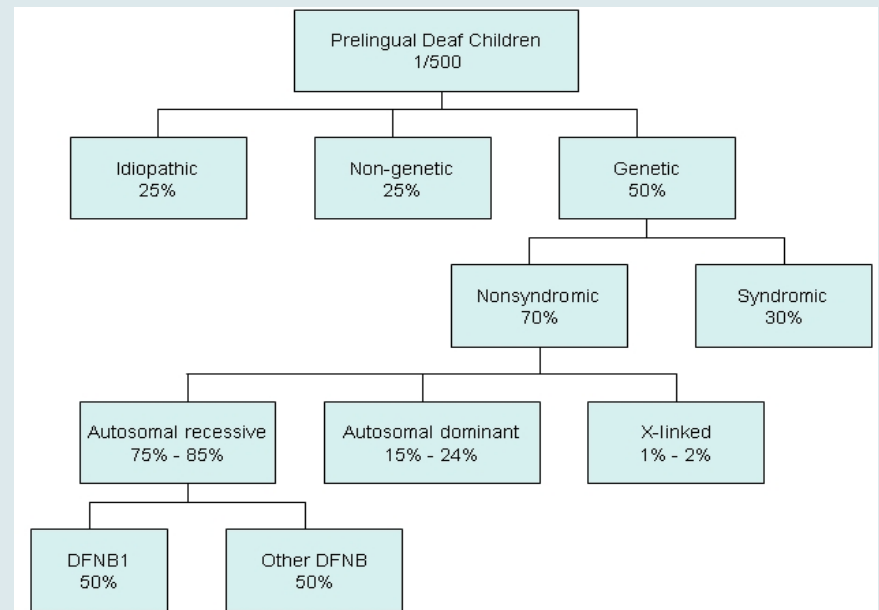 Prelingual Deaf Children
1/500
Idiopathic
25%
Non-genetic
25%
Genetic
50%
Nonsyndromic
70%
Syndromic
30%
Autosomal recessive
75% - 85%
Autosomal dominant
15% - 24%
X-linked
1% - 2%
DFNB1
50%
Other DFNB
50%